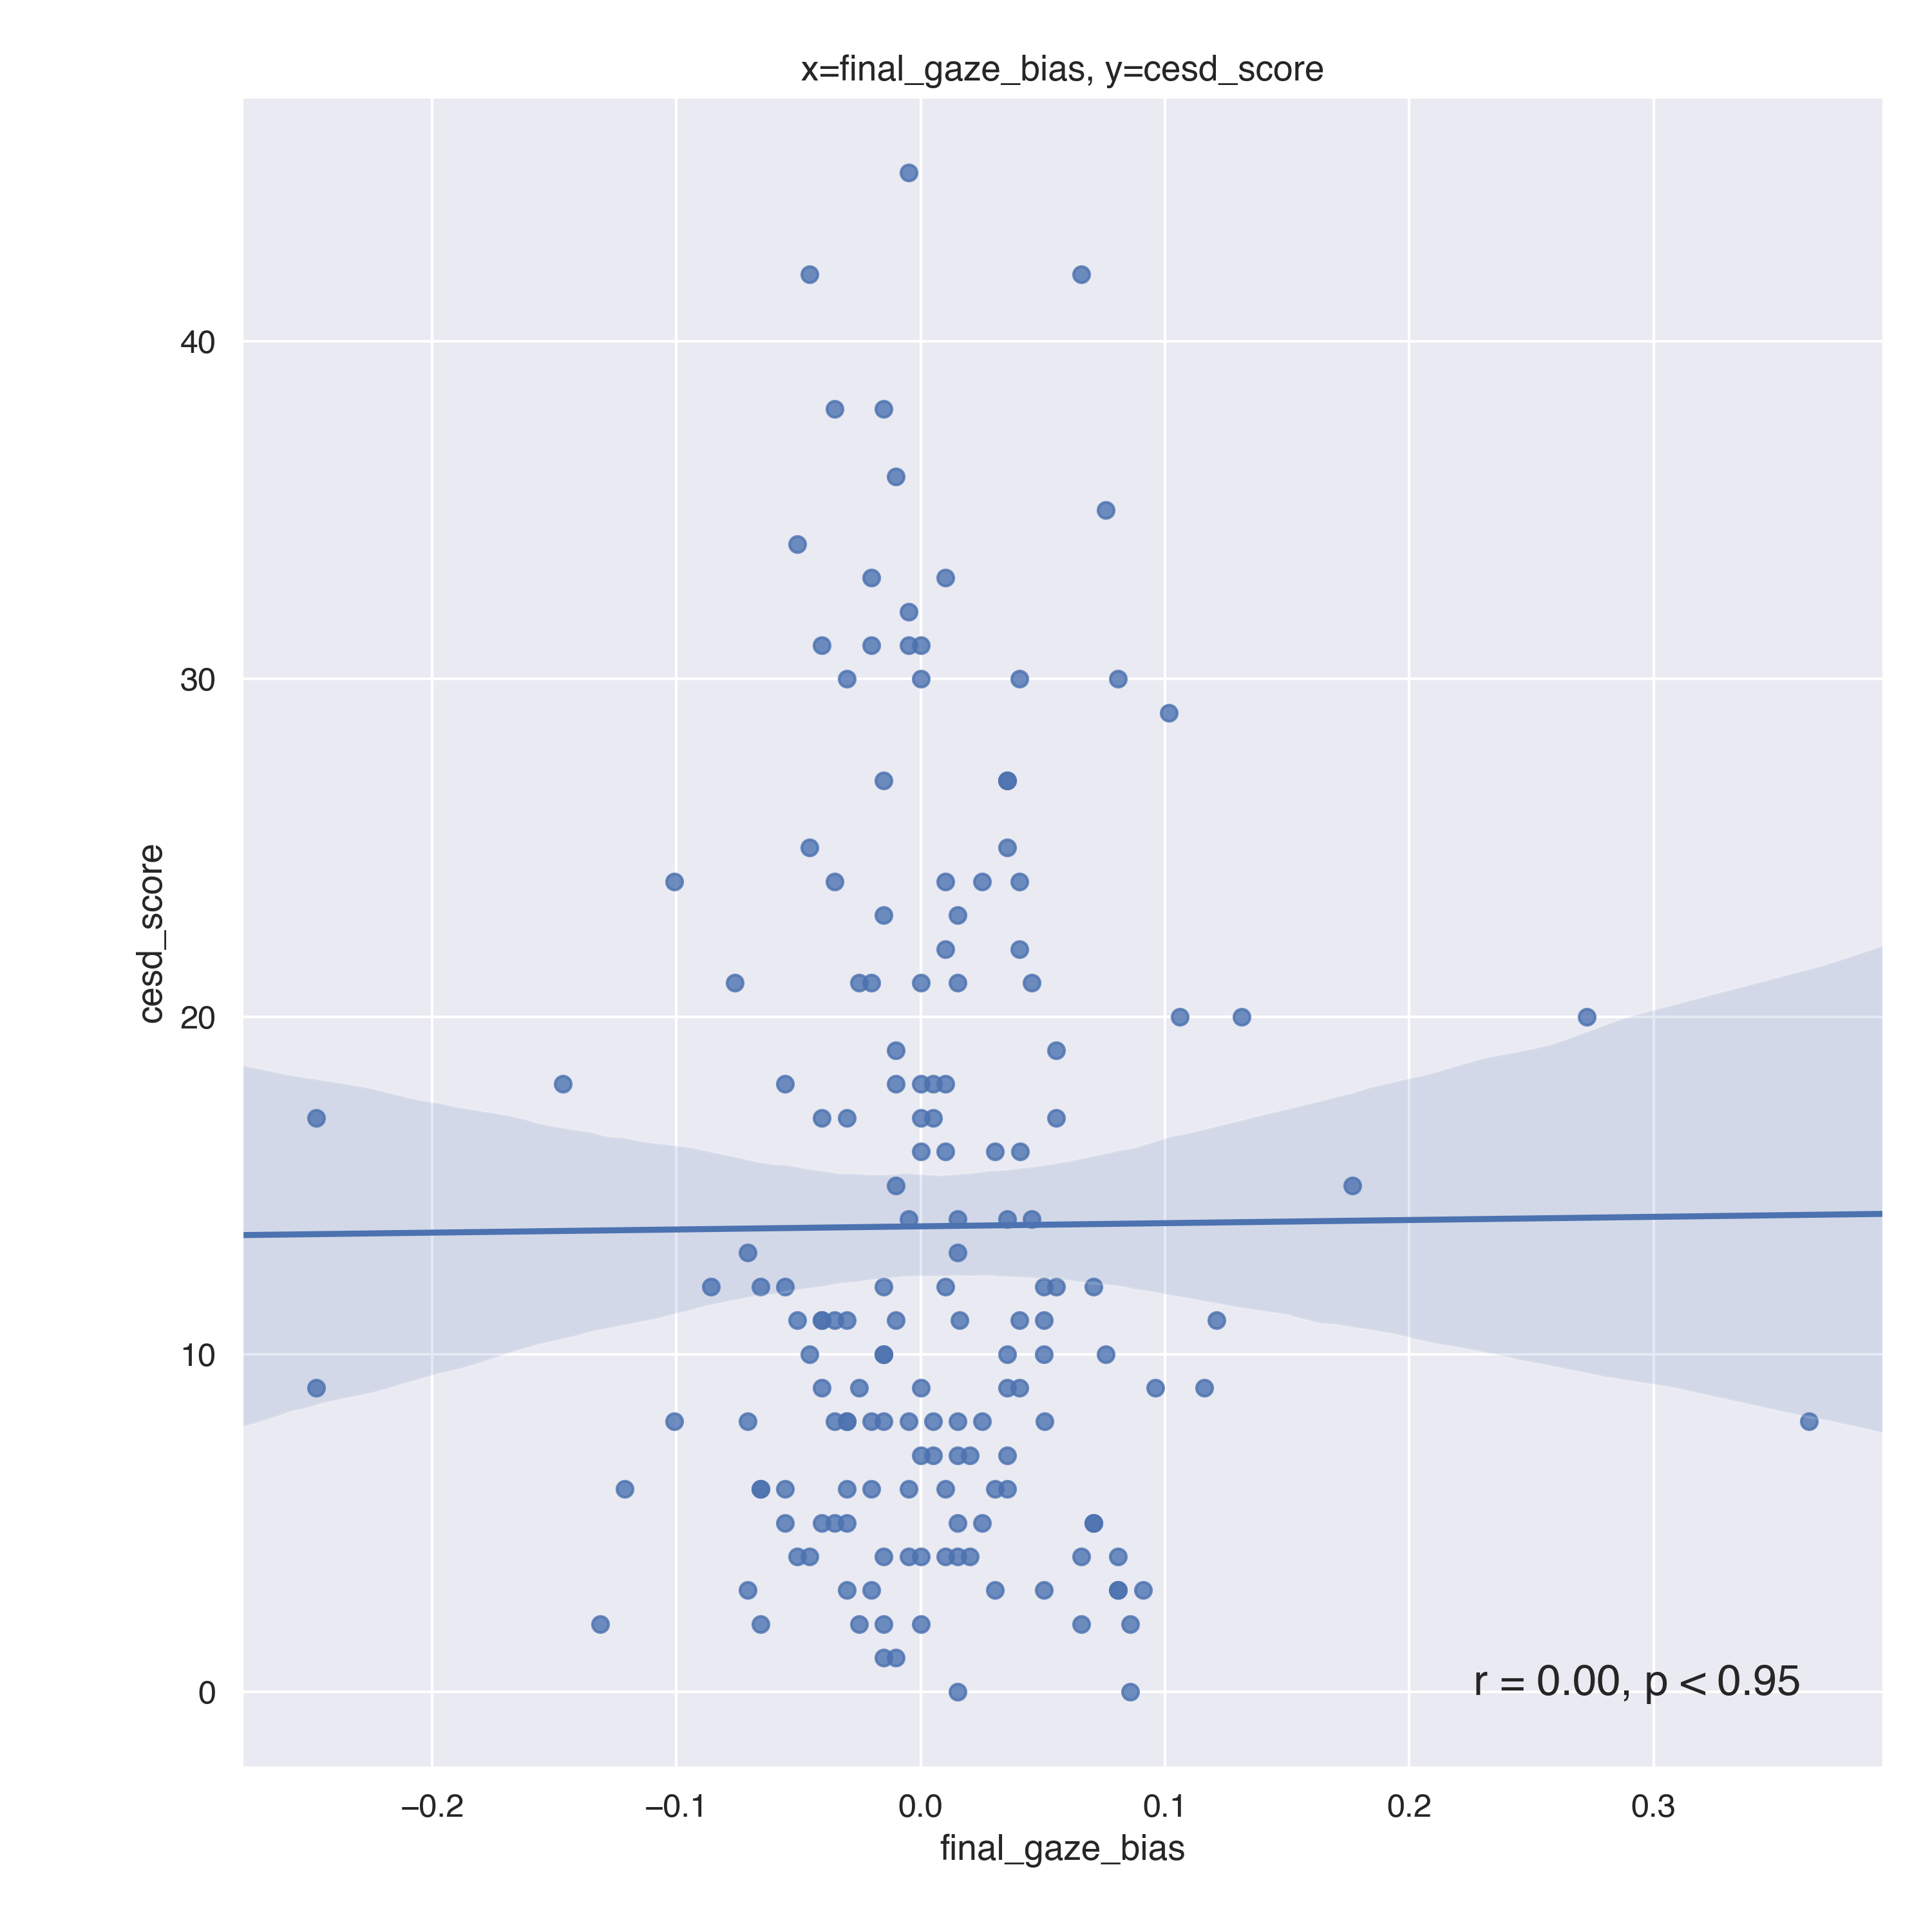 x=final_gaze_bias, y=cesd_score
40
30
20
10
0
cesd_score
r = 0.00, p < 0.95
−0.2 −0.1 0.0 0.1 0.2 0.3
final_gaze_bias